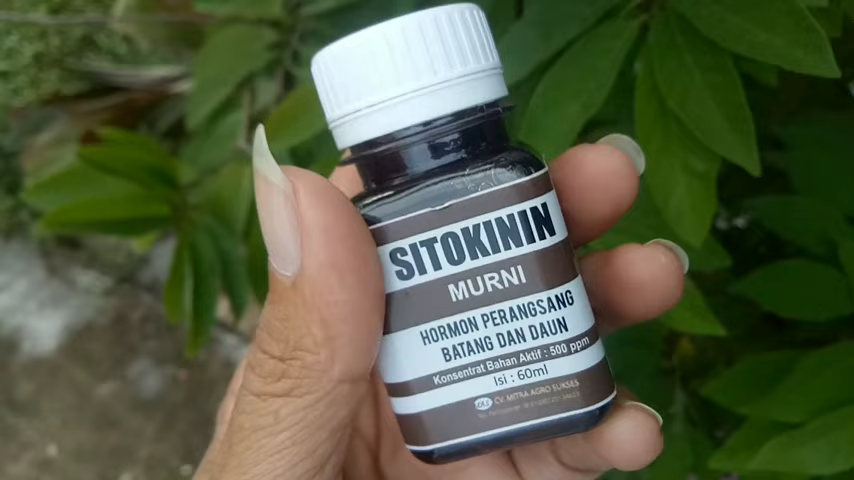 SITOKININ
MURNI
HORMON PERANGSANG
BATANG DAN DAUN
Konsentrat Bahan Aktif : 500 ppm
Isi : 60ml
CV. MITRA AGRO SUKSES